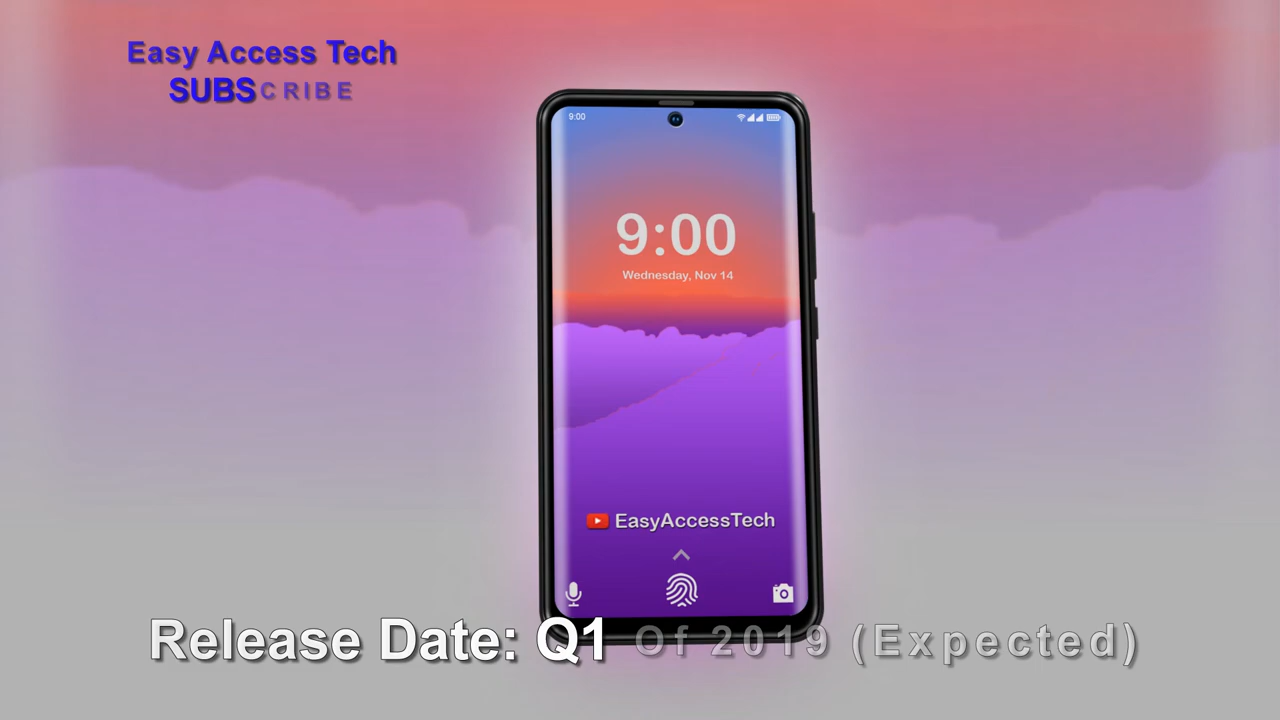 Easy Access Tech
SUBSCRIBE
9:00
9:00
Wednesday, Nov 14
EasyAccessTech
Release Date: Q1 Of 2019 (Expected)